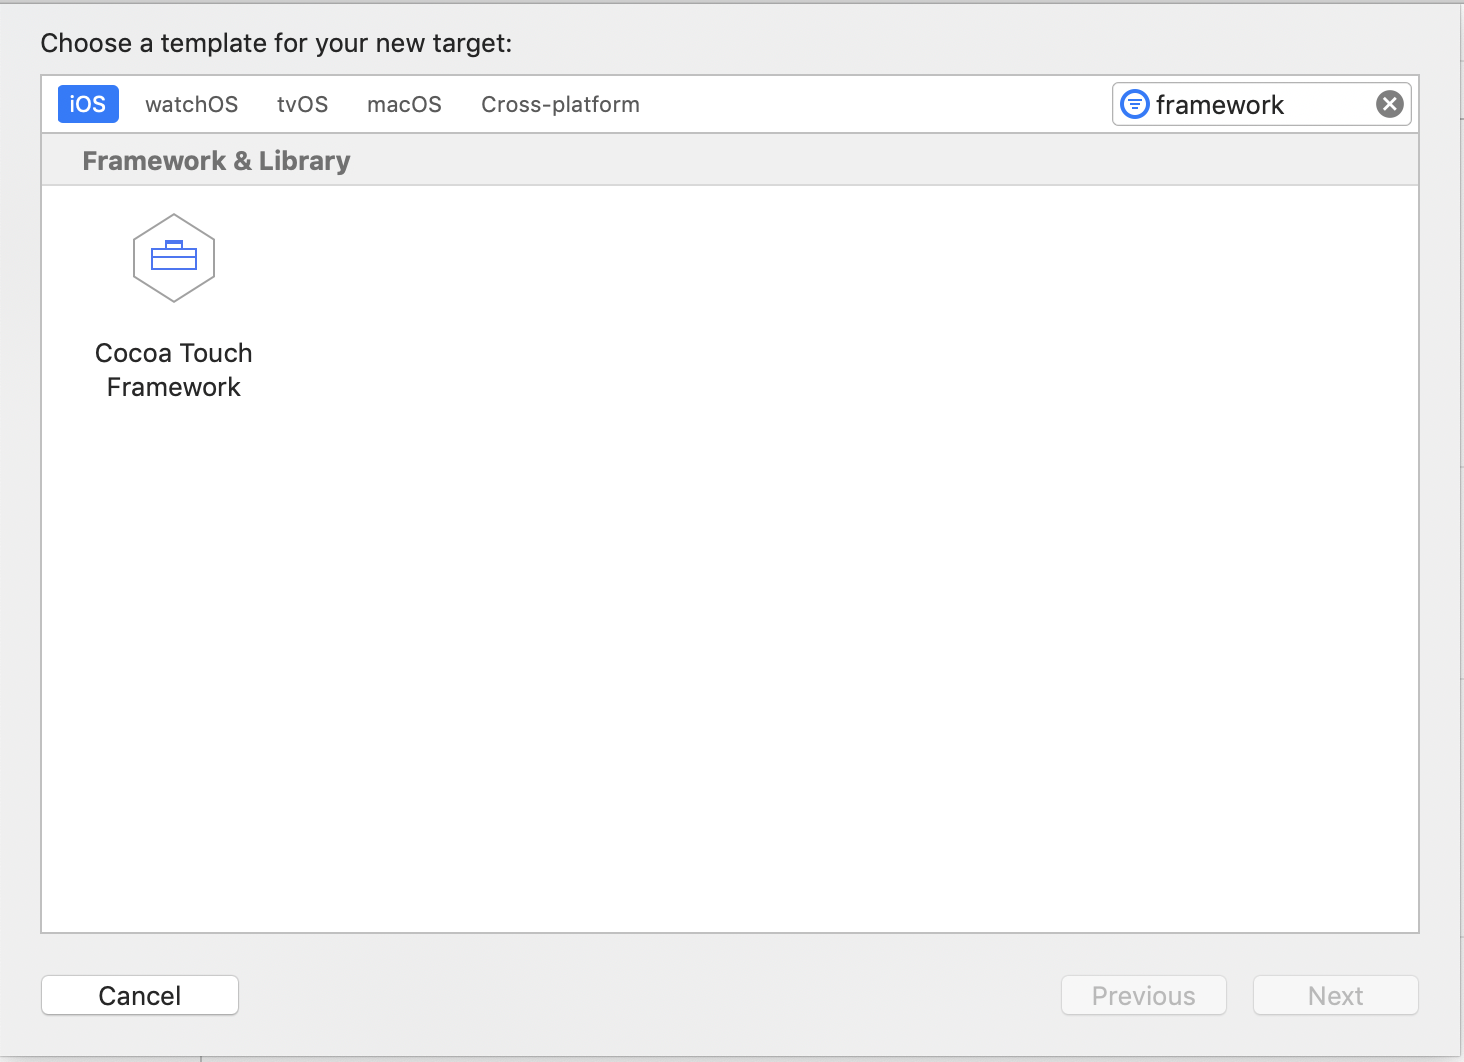 Choose a template for your new target:
iOS watchOS tvOS macOS Cross-platform framework
Framework & Library
Cocoa Touch
Framework
Cancel Previous Next